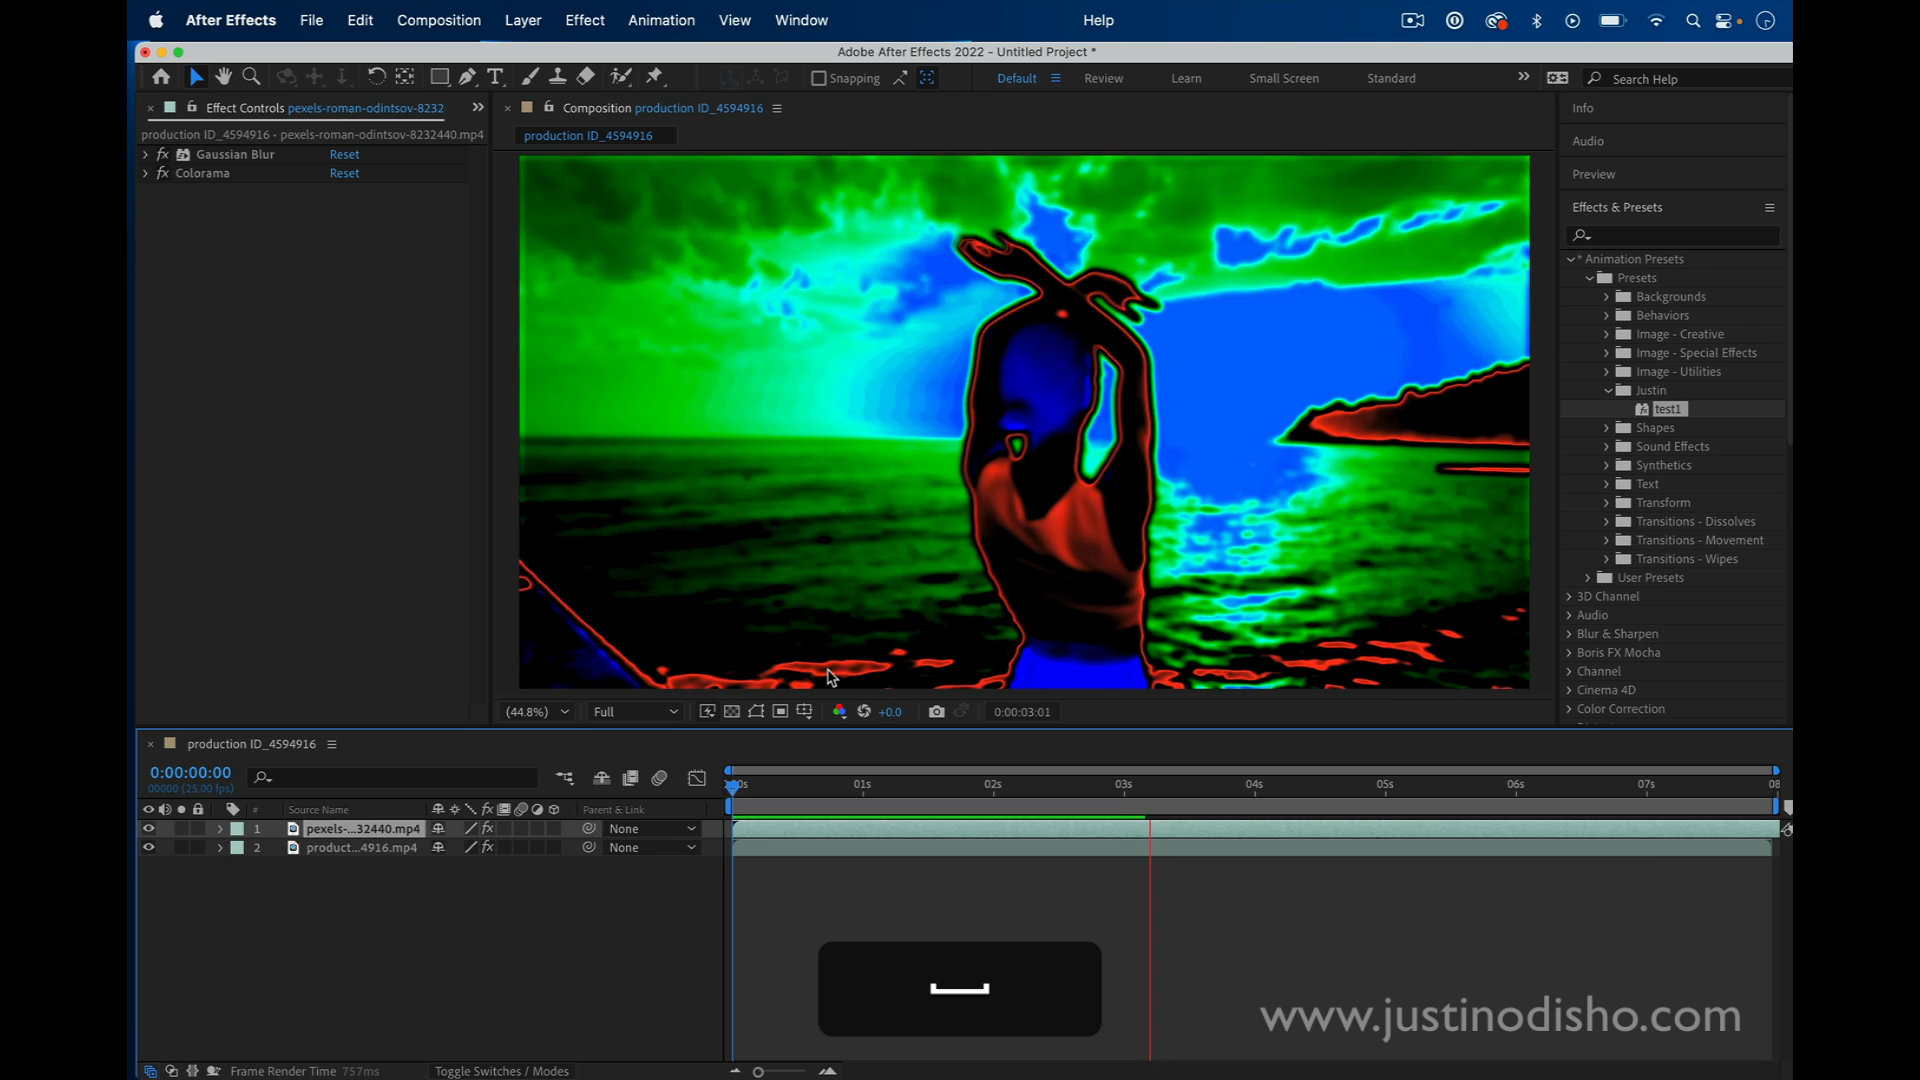 After Effects File Edit Composition Layer Effect Animation View Window Help
Adobe After Effects 2022 - Untitled Project *
Snapping Default Review Learn Small Screen Standard Search Help
Effect Controls pexels-roman-odintsov-8232
production ID_4594916 - pexels-roman-odintsov-8232440.mp4
fx Gaussian Blur Reset
fx Colorama Reset
Composition production ID_4594916
production ID_4594916
(44.8%) Full +0.0 0:00:03:01
Info
Audio
Preview
Effects & Presets
* Animation Presets
Presets
Backgrounds
Behaviors
Image - Creative
Image - Special Effects
Image - Utilities
Justin
test1
Shapes
Sound Effects
Synthetics
Text
Transform
Transitions - Dissolves
Transitions - Movement
Transitions - Wipes
User Presets
3D Channel
Audio
Blur & Sharpen
Boris FX Mocha
Channel
Cinema 4D
Color Correction
production ID_4594916
0:00:00:00
00000 (25.00 fps)
01s 02s 03s 04s 05s 06s 07s 08
# Source Name fx Parent & Link
1 pexels-...32440.mp4 fx None
2 product...4916.mp4 fx None
www.justinodisho.com
Frame Render Time 757ms Toggle Switches / Modes